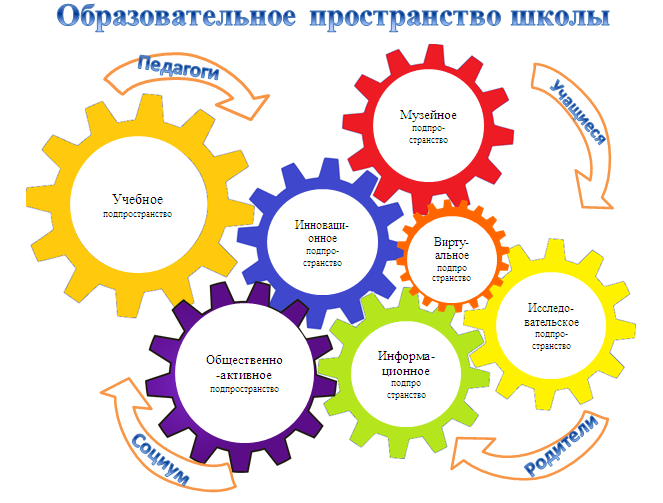 Образовательное пространство школы
Педагоги
Учащиеся
Музейное
подпро-
странство
Учебное
подпространство
Инноваци-
онное
подпро-
странство
Вирту-
альное
подпро
странство
Исследо-
вательское
подпро-
странство
Общественно
-активное
подпространство
Информа-
ционное
подпро
странство
Социум
Родители